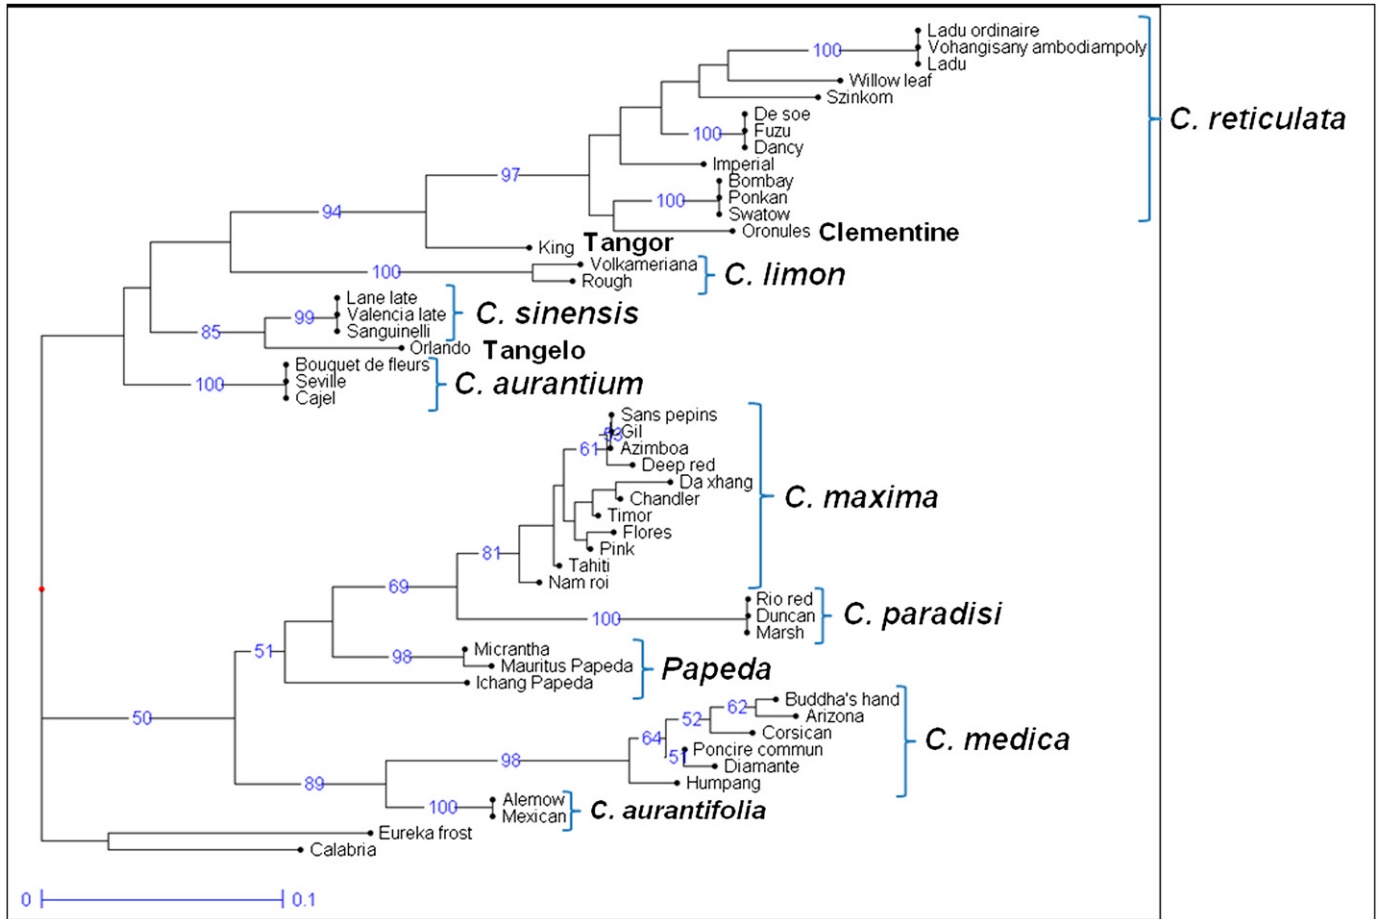 Ladu ordinaire
100
Vohangisany ambodiampoly
Ladu
Willow leaf
Szinkom
De soe
C. reticulata
100
Fuzu
Dancy
Imperial
97
Bombay
100
Ponkan
94
Swatow
Oronules Clementine
King Tangor
Volkameriana
100
C. limon
Rough
Lane late
99
Valencia late
C. sinensis
85
Sanguinelli
Orlando Tangelo
Bouquet de fleurs
100
Seville
C. aurantium
Cajel
Sans pepins
Gil
61
Azimboa
Deep red
Da xhang
Chandler
C. maxima
Timor
Flores
81
Pink
Tahiti
69
Nam roi
Rio red
100
Duncan
C. paradisi
Marsh
51
Micrantha
98
Mauritus Papeda
Papeda
Ichang Papeda
Buddha's hand
62
50
52
Arizona
Corsican
64
C. medica
51
Poncire commun
98
Diamante
89
Humpang
Alemow
100
C. aurantifolia
Mexican
Eureka frost
Calabria
0
0.1